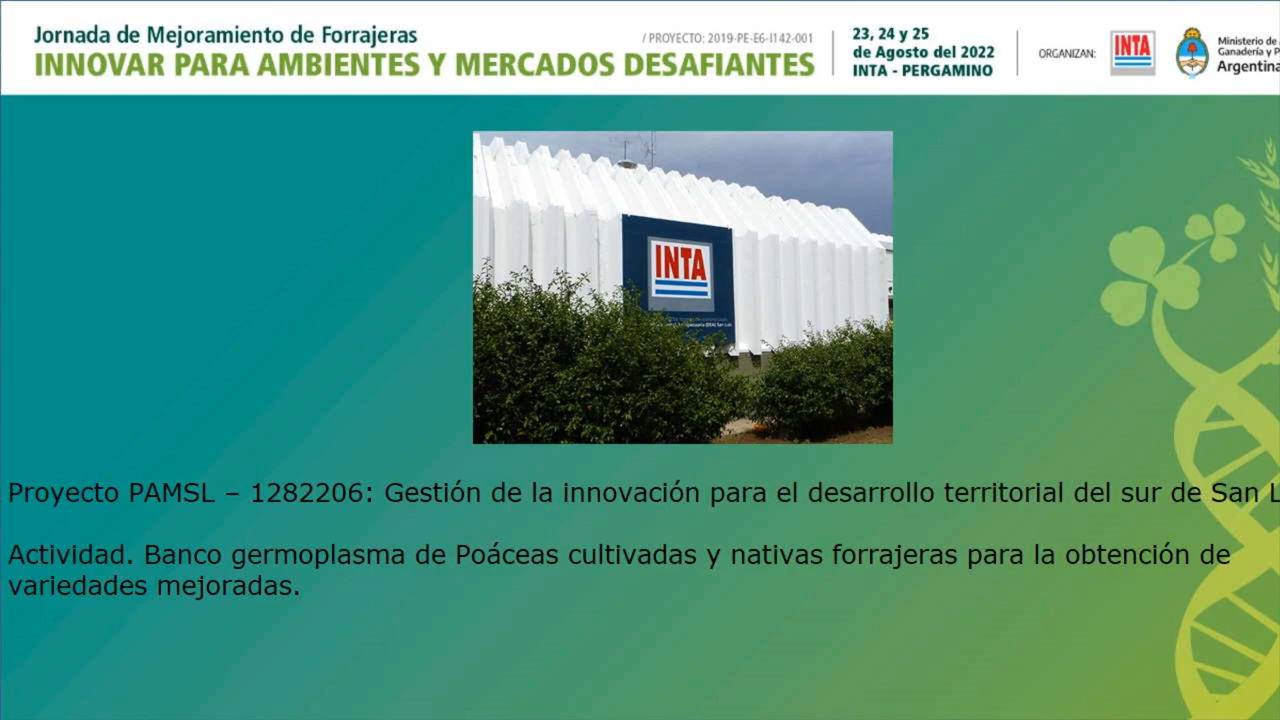 Jornada de Mejoramiento de Forrajeras
/ PROYECTO: 2019-PE-E6-I142-001
INNOVAR PARA AMBIENTES Y MERCADOS DESAFIANTES
23, 24 y 25
de Agosto del 2022
INTA - PERGAMINO
ORGANIZAN:
INTA
Ministerio de
Ganadería y P
Argentina
INTA
San Luis
Proyecto PAMSL – 1282206: Gestión de la innovación para el desarrollo territorial del sur de San L
Actividad. Banco germoplasma de Poáceas cultivadas y nativas forrajeras para la obtención de
variedades mejoradas.